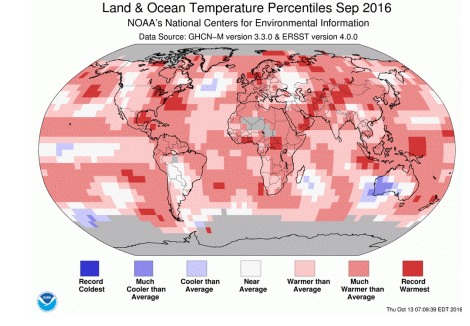 Land & Ocean Temperature Percentiles Sep 2016
NOAA's National Centers for Environmental Information
Data Source: GHCN–M version 3.3.0 & ERSST version 4.0.0
Record
Coldest
Much
Cooler than
Average
Cooler than
Average
Near
Average
Warmer than
Average
Much
Warmer than
Average
Record
Warmest
Thu Oct 13 07:09:39 EDT 2016